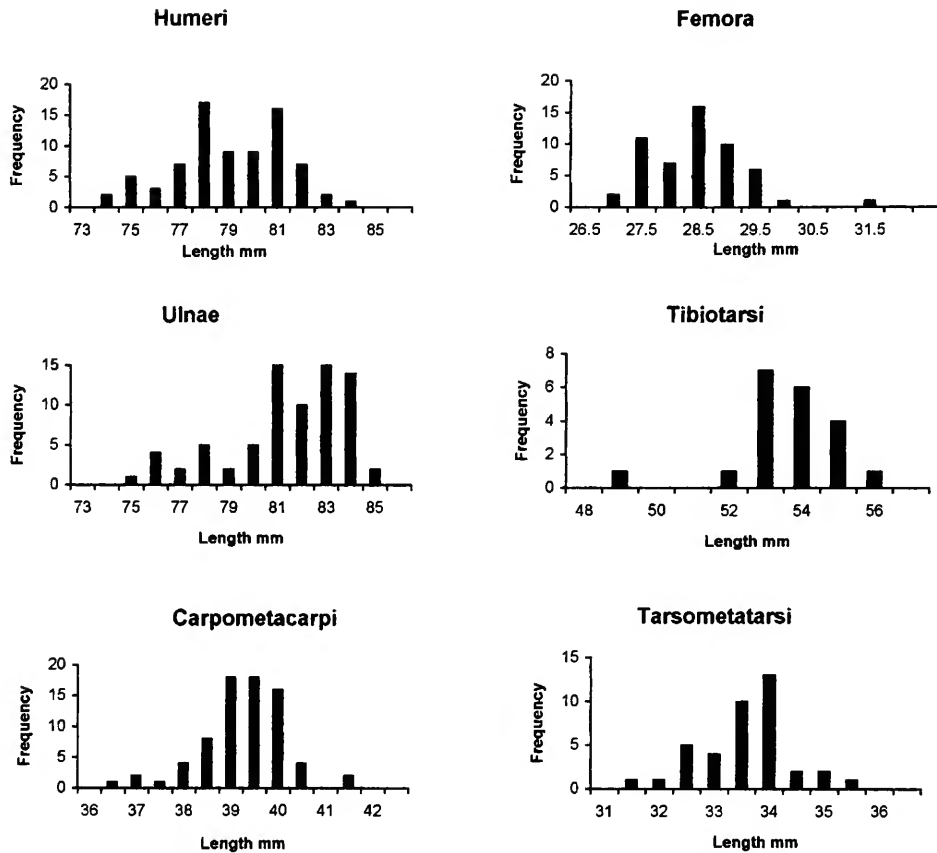 Humeri
20
15
10
5
0
Frequency
73 75 77 79 81 83 85
Length mm
Femora
20
15
10
5
0
Frequency
26.5 27.5 28.5 29.5 30.5 31.5
Length mm
Ulnae
15
10
5
0
Frequency
73 75 77 79 81 83 85
Length mm
Tibiotarsi
8
6
4
2
0
Frequency
48 50 52 54 56
Length mm
Carpometacarpi
20
15
10
5
0
Frequency
36 37 38 39 40 41 42
Length mm
Tarsometatarsi
15
10
5
0
Frequency
31 32 33 34 35 36
Length mm